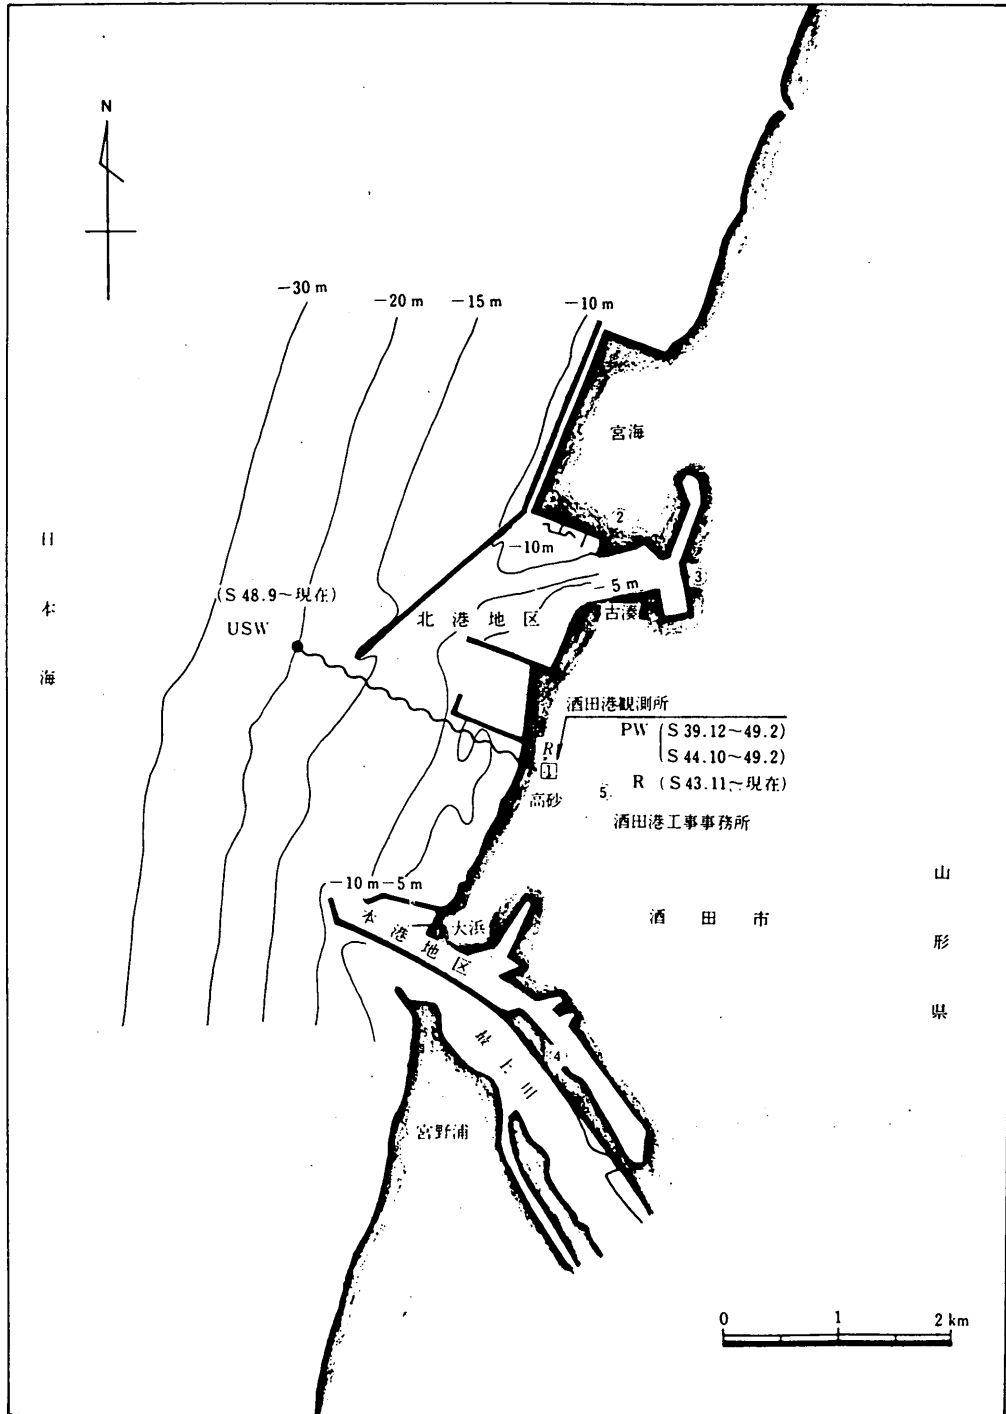 N
−30 m
−20 m
−15 m
−10 m
宮海
2
−10m
3
−5 m
日本海
(S 48.9〜現在)
USW
北港地区
古湊
酒田港観測所
PW (S 39.12〜49.2)
S 44.10〜49.2)
R
1
R (S 43.11〜現在)
高砂
5
酒田港工事事務所
−10 m
−5 m
山形県
酒田市
大浜
本港地区
4
最上川
宮野浦
0 1 2 km